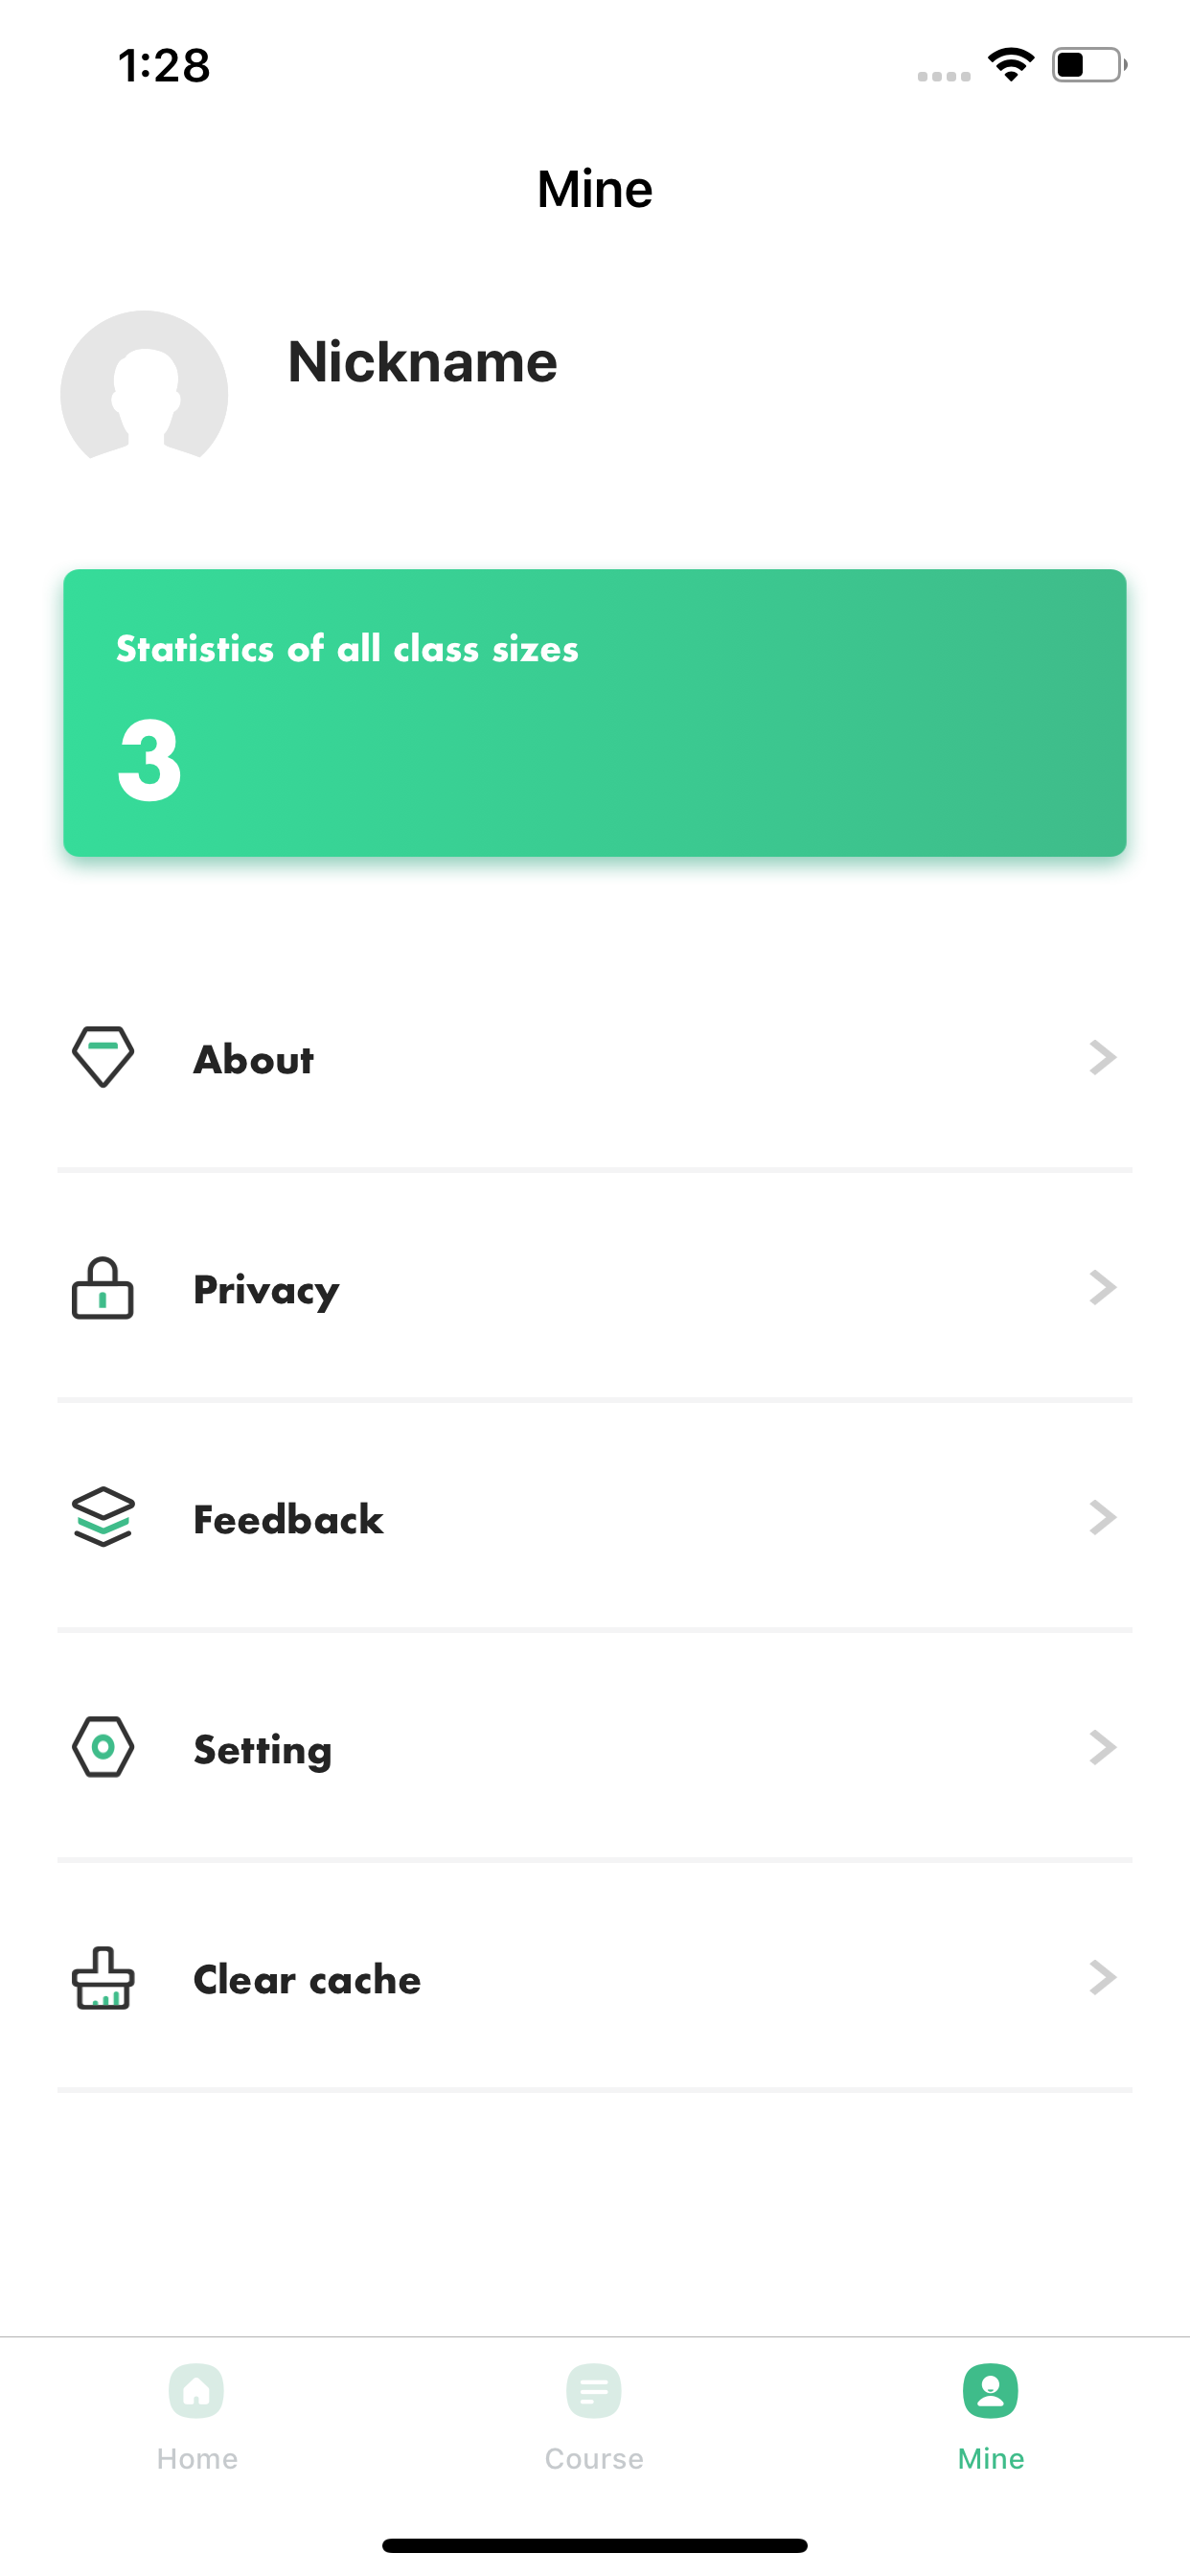 1:28
Mine
Nickname
Statistics of all class sizes
3
About
Privacy
Feedback
Setting
Clear cache
Home
Course
Mine